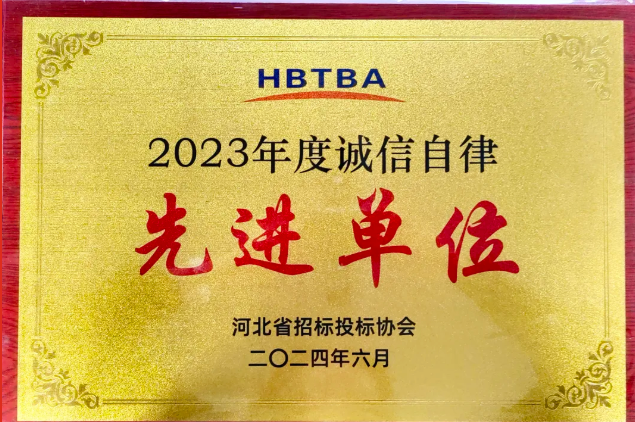 HBTBA
2023年度诚信自律
先进单位
河北省招标投标协会
二〇二四年六月